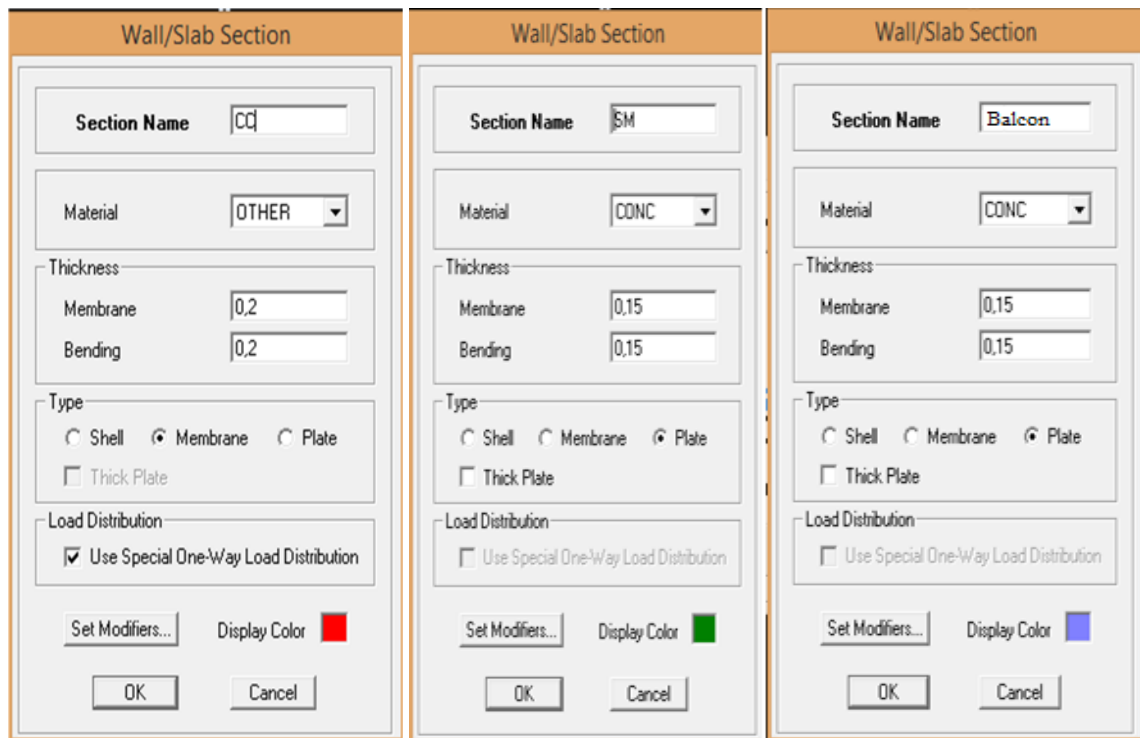 Wall/Slab Section
Section Name CC
Material OTHER
Thickness
Membrane 0,2
Bending 0,2
Type
Shell Membrane Plate
Thick Plate
Load Distribution
Use Special One-Way Load Distribution
Set Modifiers... Display Color
OK Cancel
Wall/Slab Section
Section Name SM
Material CONC
Thickness
Membrane 0,15
Bending 0,15
Type
Shell Membrane Plate
Thick Plate
Load Distribution
Use Special One-Way Load Distribution
Set Modifiers... Display Color
OK Cancel
Wall/Slab Section
Section Name Balcon
Material CONC
Thickness
Membrane 0,15
Bending 0,15
Type
Shell Membrane Plate
Thick Plate
Load Distribution
Use Special One-Way Load Distribution
Set Modifiers... Display Color
OK Cancel